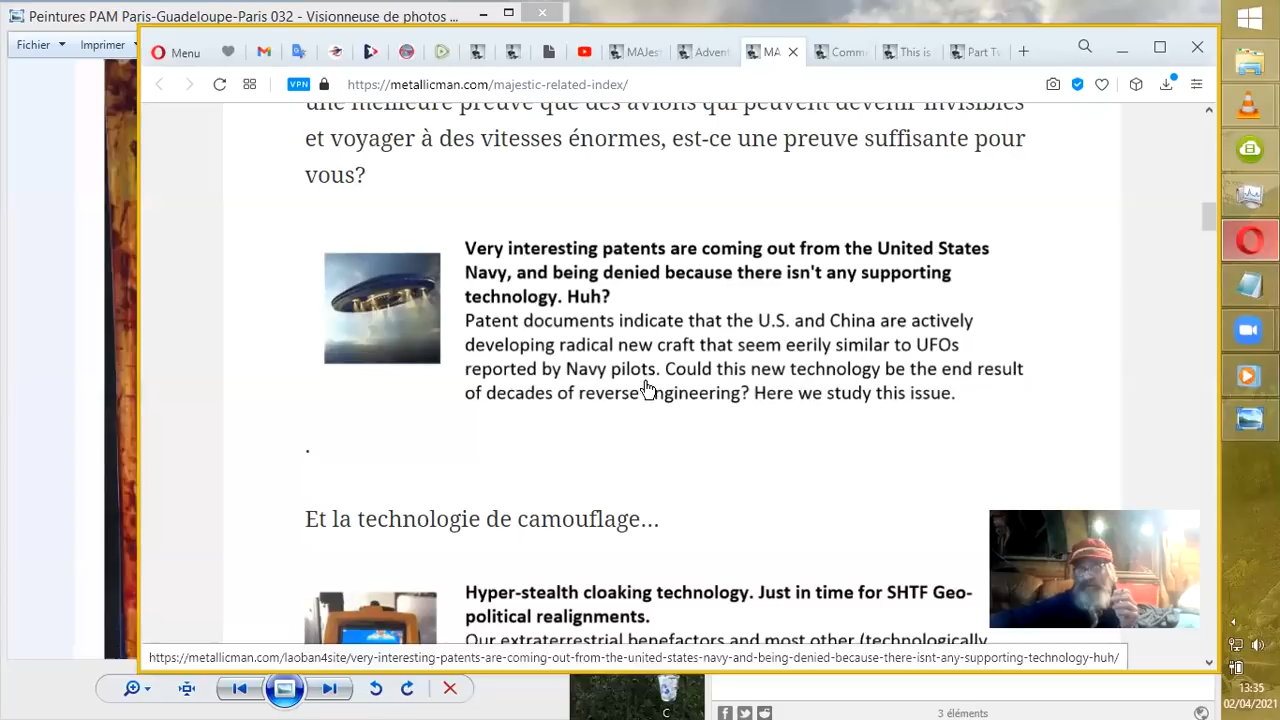 Peintures PAM Paris-Guadeloupe-Paris 032 - Visionneuse de photos ...
Fichier
Imprimer
Menu
MAJes
Advent
MA
Comm
This is
Part Tv
VPN
https://metallicman.com/majestic-related-index/
une meilleure preuve que des avions qui peuvent devenir invisibles
et voyager à des vitesses énormes, est-ce une preuve suffisante pour
vous?
Very interesting patents are coming out from the United States
Navy, and being denied because there isn't any supporting
technology. Huh?
Patent documents indicate that the U.S. and China are actively
developing radical new craft that seem eerily similar to UFOs
reported by Navy pilots. Could this new technology be the end result
of decades of reverse engineering? Here we study this issue.
.
Et la technologie de camouflage...
Hyper-stealth cloaking technology. Just in time for SHTF Geo-
political realignments.
Our extraterrestrial benefactors and most other (technologically
https://metallicman.com/laoban4site/very-interesting-patents-are-coming-out-from-the-united-states-navy-and-being-denied-because-there-isnt-any-supporting-technology-huh/
C
3 éléments
13:35
02/04/2021